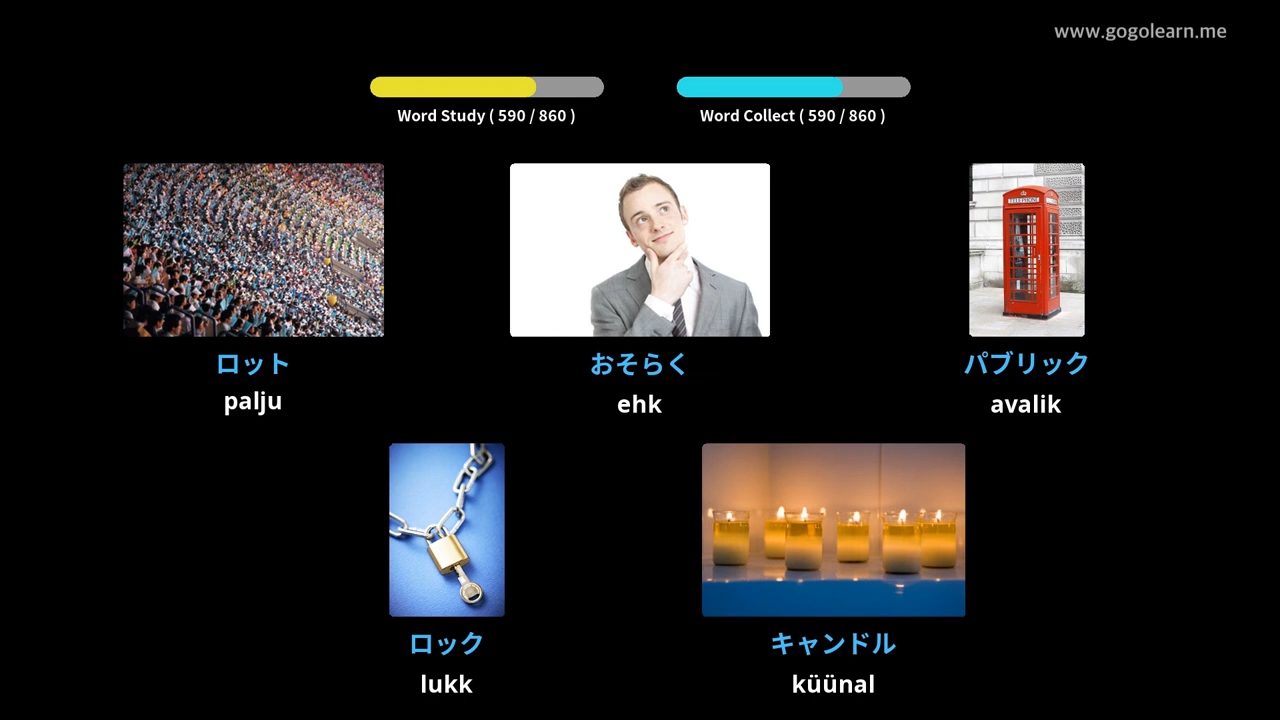 www.gogolearn.me
Word Study ( 590 / 860 )
Word Collect ( 590 / 860 )
ロット
palju
おそらく
ehk
TELEPHONE
パブリック
avalik
ロック
lukk
キャンドル
küünal